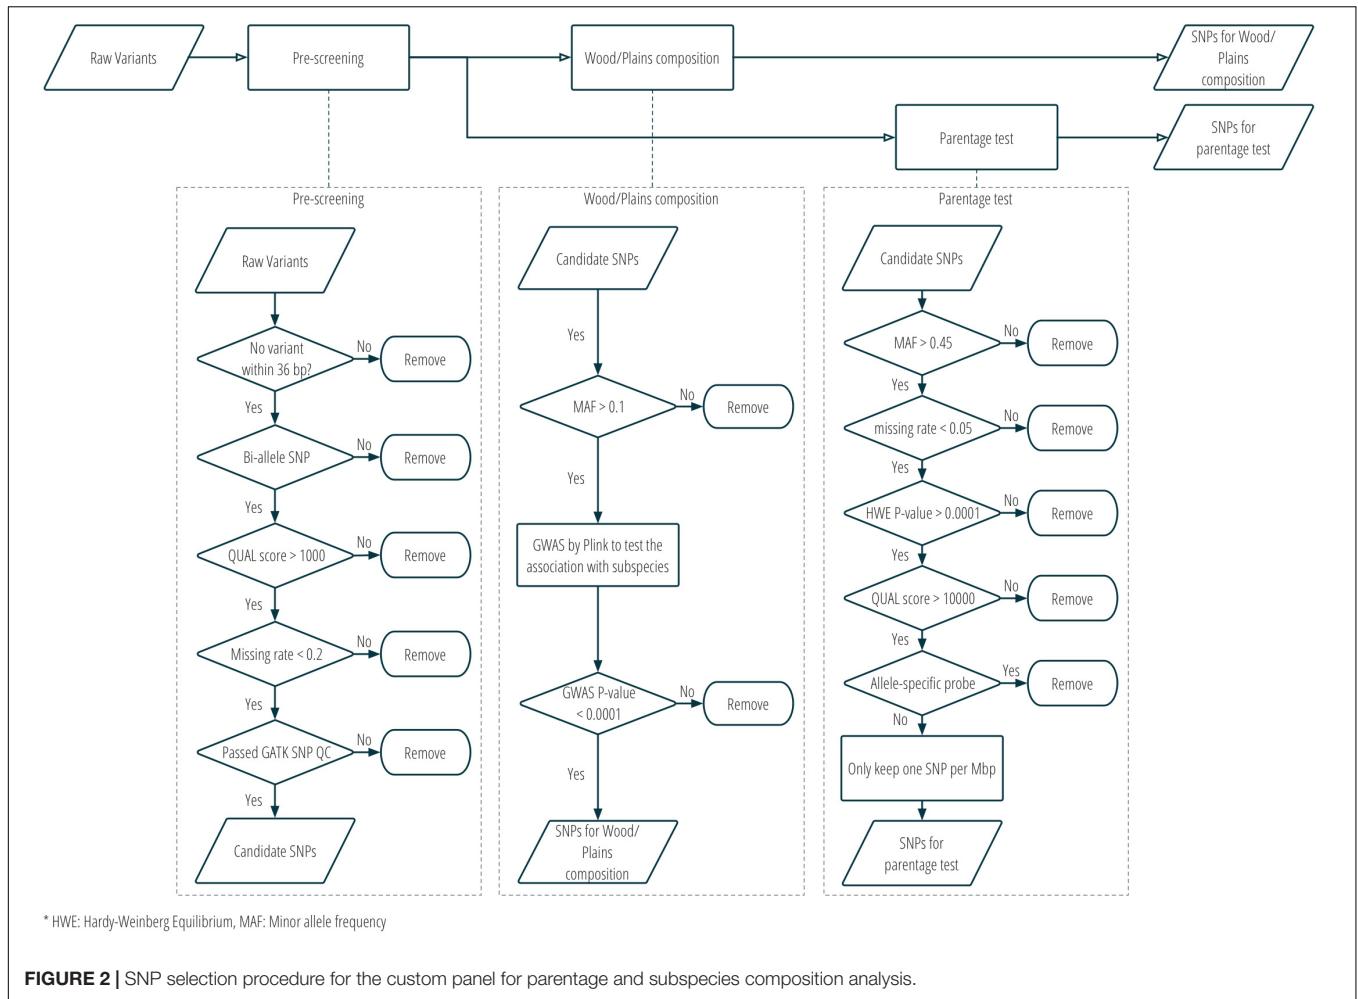 Raw Variants
Pre-screening
Wood/Plains composition
SNPs for Wood/
Plains
composition
Parentage test
SNPs for
parentage test
Pre-screening
Raw Variants
No variant
within 36 bp?
No
Remove
Yes
Bi-allele SNP
No
Remove
Yes
QUAL score > 1000
No
Remove
Yes
Missing rate < 0.2
No
Remove
Yes
Passed GATK SNP QC
No
Remove
Yes
Candidate SNPs
Wood/Plains composition
Candidate SNPs
Yes
MAF > 0.1
No
Remove
Yes
GWAS by Plink to test the
association with subspecies
GWAS P-value
< 0.0001
No
Remove
Yes
SNPs for Wood/
Plains
composition
Parentage test
Candidate SNPs
MAF > 0.45
No
Remove
Yes
missing rate < 0.05
No
Remove
Yes
HWE P-value > 0.0001
No
Remove
Yes
QUAL score > 10000
No
Remove
Yes
Allele-specific probe
Yes
Remove
No
Only keep one SNP per Mbp
SNPs for
parentage test
* HWE: Hardy-Weinberg Equilibrium, MAF: Minor allele frequency
FIGURE 2 | SNP selection procedure for the custom panel for parentage and subspecies composition analysis.